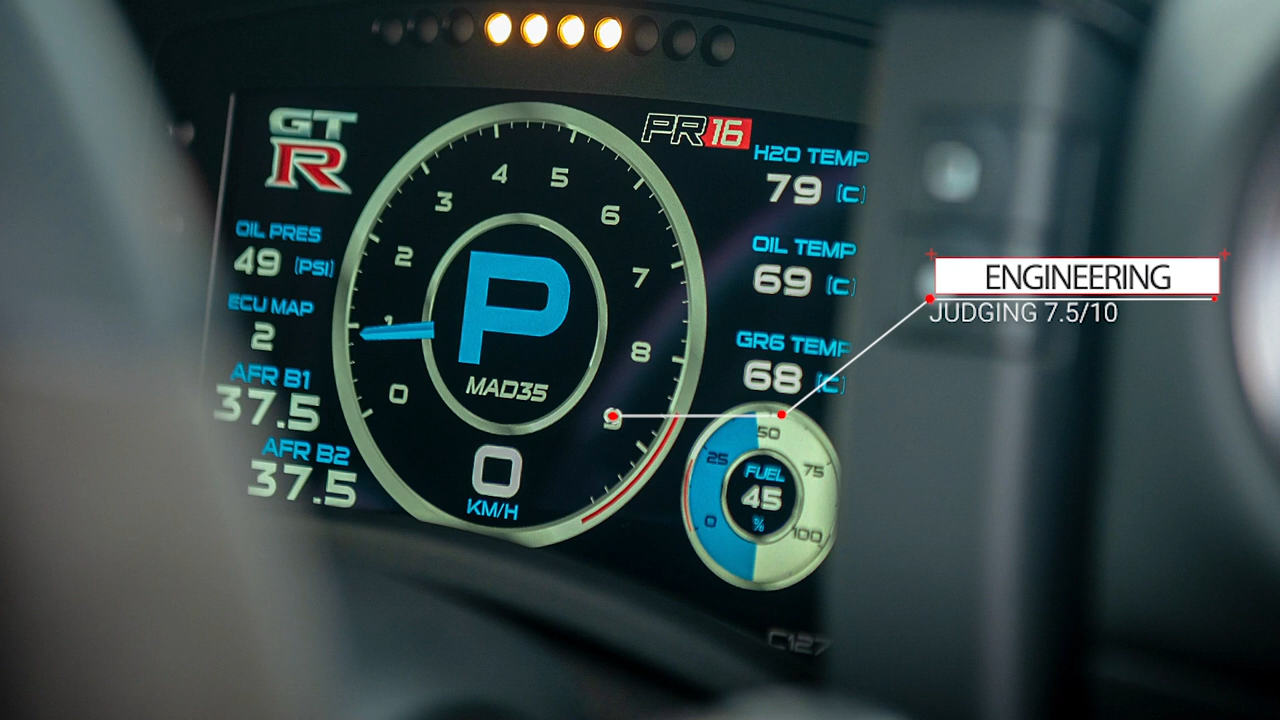 GT
R
PR16
OIL PRES
49 (PSI)
ECU MAP
2
AFR B1
37.5
AFR B2
37.5
0
1
2
3
4
5
6
7
8
9
P
MAD35
0
KM/H
H2O TEMP
79 (C)
OIL TEMP
69 (C)
GR6 TEMP
68 (C)
0
25
50
75
100
FUEL
45
%
C127
ENGINEERING
JUDGING 7.5/10